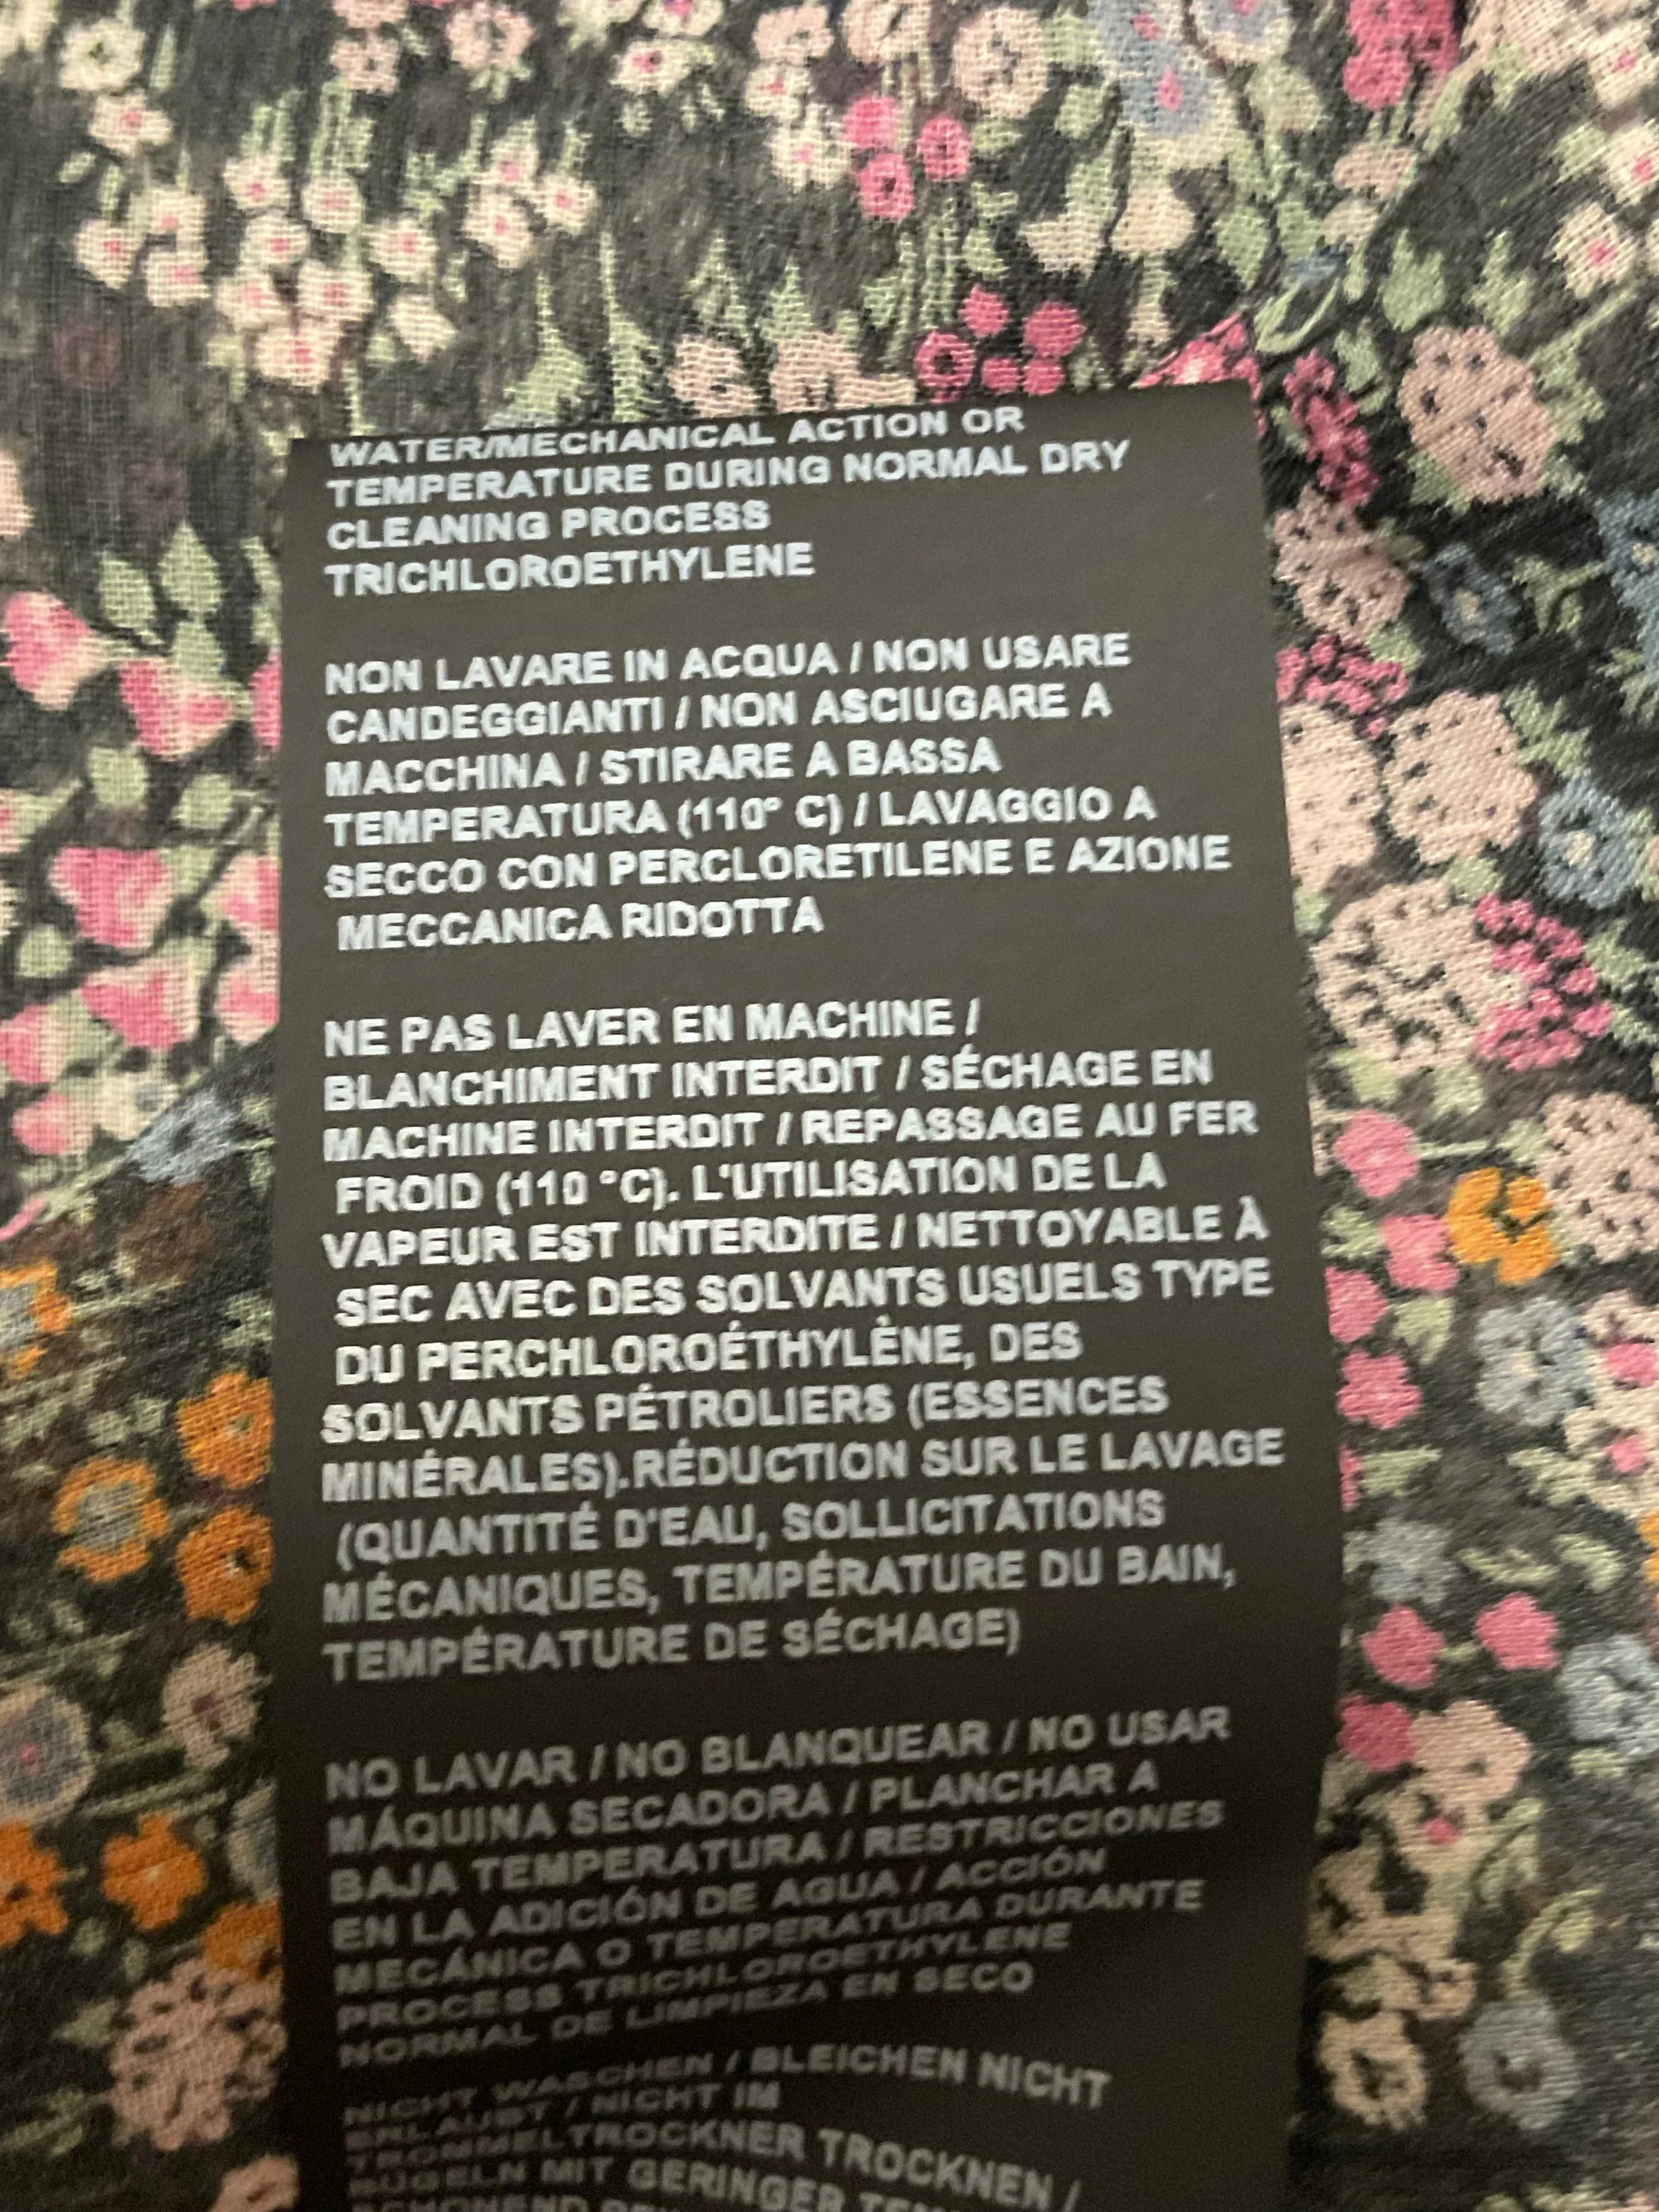 WATER/MECHANICAL ACTION OR
TEMPERATURE DURING NORMAL DRY
CLEANING PROCESS
TRICHLOROETHYLENE
NON LAVARE IN ACQUA / NON USARE
CANDEGGIANTI / NON ASCIUGARE A
MACCHINA / STIRARE A BASSA
TEMPERATURA (110° C) / LAVAGGIO A
SECCO CON PERCLORETILENE E AZIONE
MECCANICA RIDOTTA
NE PAS LAVER EN MACHINE /
BLANCHIMENT INTERDIT / SÉCHAGE EN
MACHINE INTERDIT / REPASSAGE AU FER
FROID (110 °C). L'UTILISATION DE LA
VAPEUR EST INTERDITE / NETTOYABLE À
SEC AVEC DES SOLVANTS USUELS TYPE
DU PERCHLOROÉTHYLÈNE, DES
SOLVANTS PÉTROLIERS (ESSENCES
MINÉRALES).RÉDUCTION SUR LE LAVAGE
(QUANTITÉ D'EAU, SOLLICITATIONS
MÉCANIQUES, TEMPÉRATURE DU BAIN,
TEMPÉRATURE DE SÉCHAGE)
NO LAVAR / NO BLANQUEAR / NO USAR
MÁQUINA SECADORA / PLANCHAR A
BAJA TEMPERATURA / RESTRICCIONES
EN LA ADICIÓN DE AGUA / ACCIÓN
MECÁNICA O TEMPERATURA DURANTE
PROCESS TRICHLOROETHYLENE
NORMAL DE LIMPIEZA EN SECO
NICHT WASCHEN / BLEICHEN NICHT
ERLAUBT / NICHT IM
TROMMELTROCKNER TROCKNEN /
BÜGELN MIT GERINGER